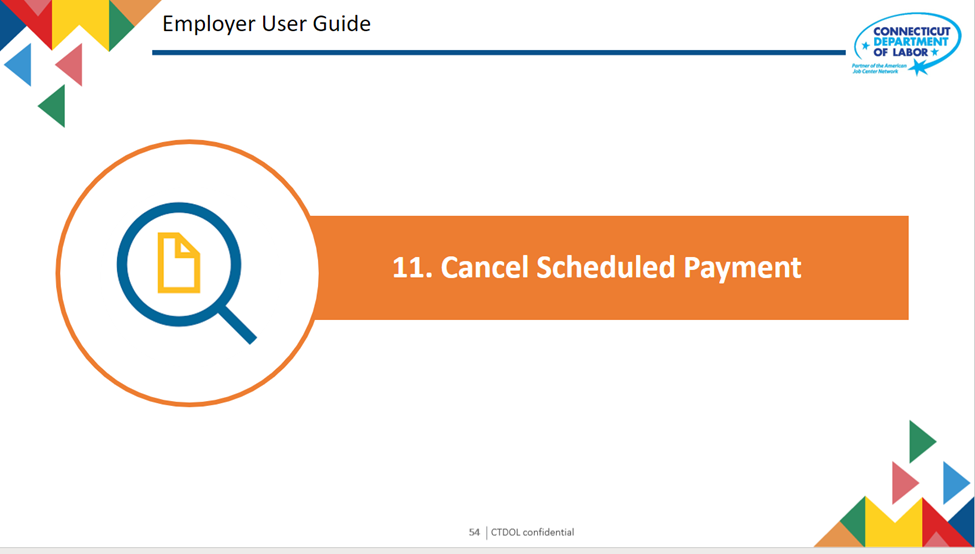 Employer User Guide
CONNECTICUT
DEPARTMENT
OF LABOR
Partner of the American
Job Center Network
11. Cancel Scheduled Payment
54 | CTDOL confidential